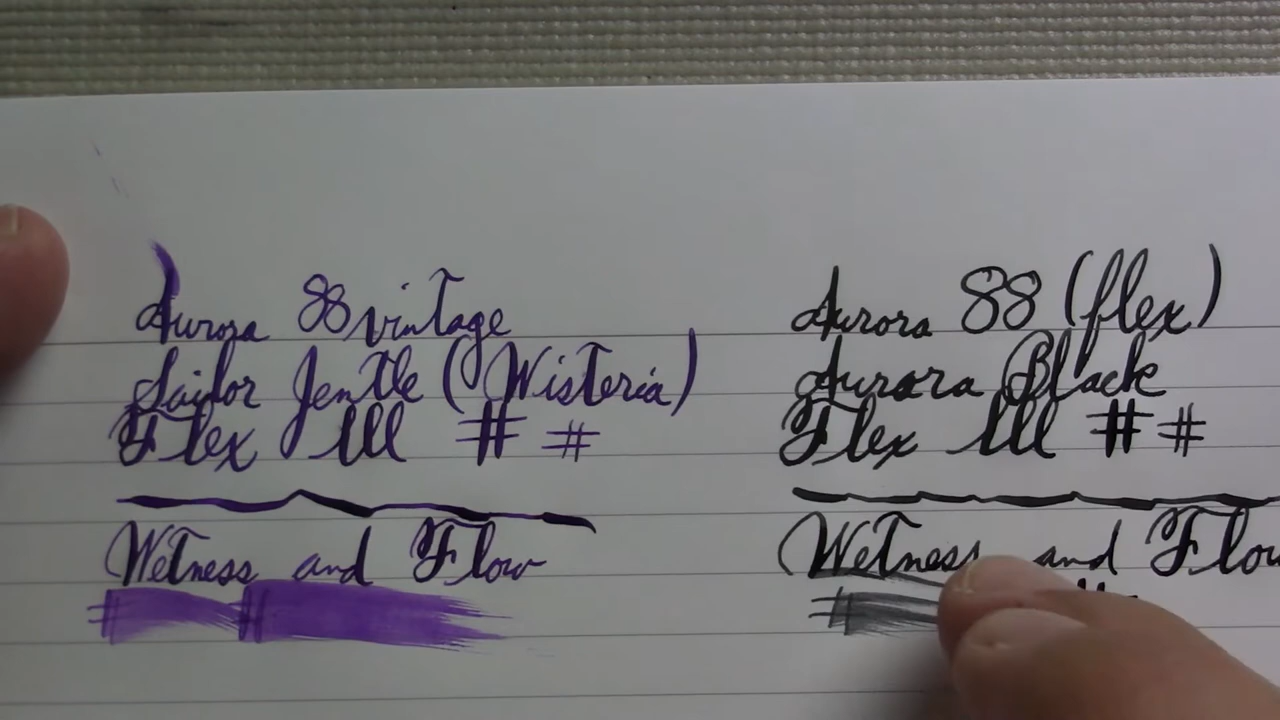 Aurora 88 vintage
Sailor Jentle (Wisteria)
Flex lll # #
Wetness and Flow
Aurora 88 (flex)
Aurora Black
Flex lll # #
Wetness and Flow